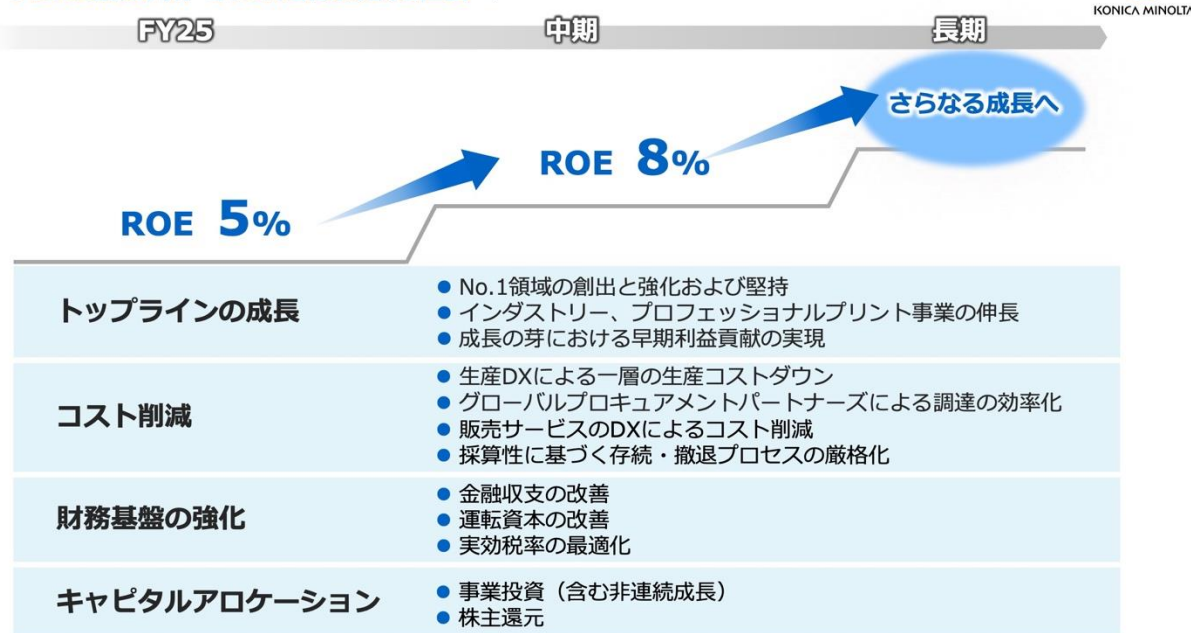 KONICA MINOLTA
FY25
中期
長期
さらなる成長へ
ROE 8%
ROE 5%
トップラインの成長
● No.1領域の創出と強化および堅持
● インダストリー、プロフェッショナルプリント事業の伸長
● 成長の芽における早期利益貢献の実現
コスト削減
● 生産DXによる一層の生産コストダウン
● グローバルプロキュアメントパートナーズによる調達の効率化
● 販売サービスのDXによるコスト削減
● 採算性に基づく存続・撤退プロセスの厳格化
財務基盤の強化
● 金融収支の改善
● 運転資本の改善
● 実効税率の最適化
キャピタルアロケーション
● 事業投資（含む非連続成長）
● 株主還元